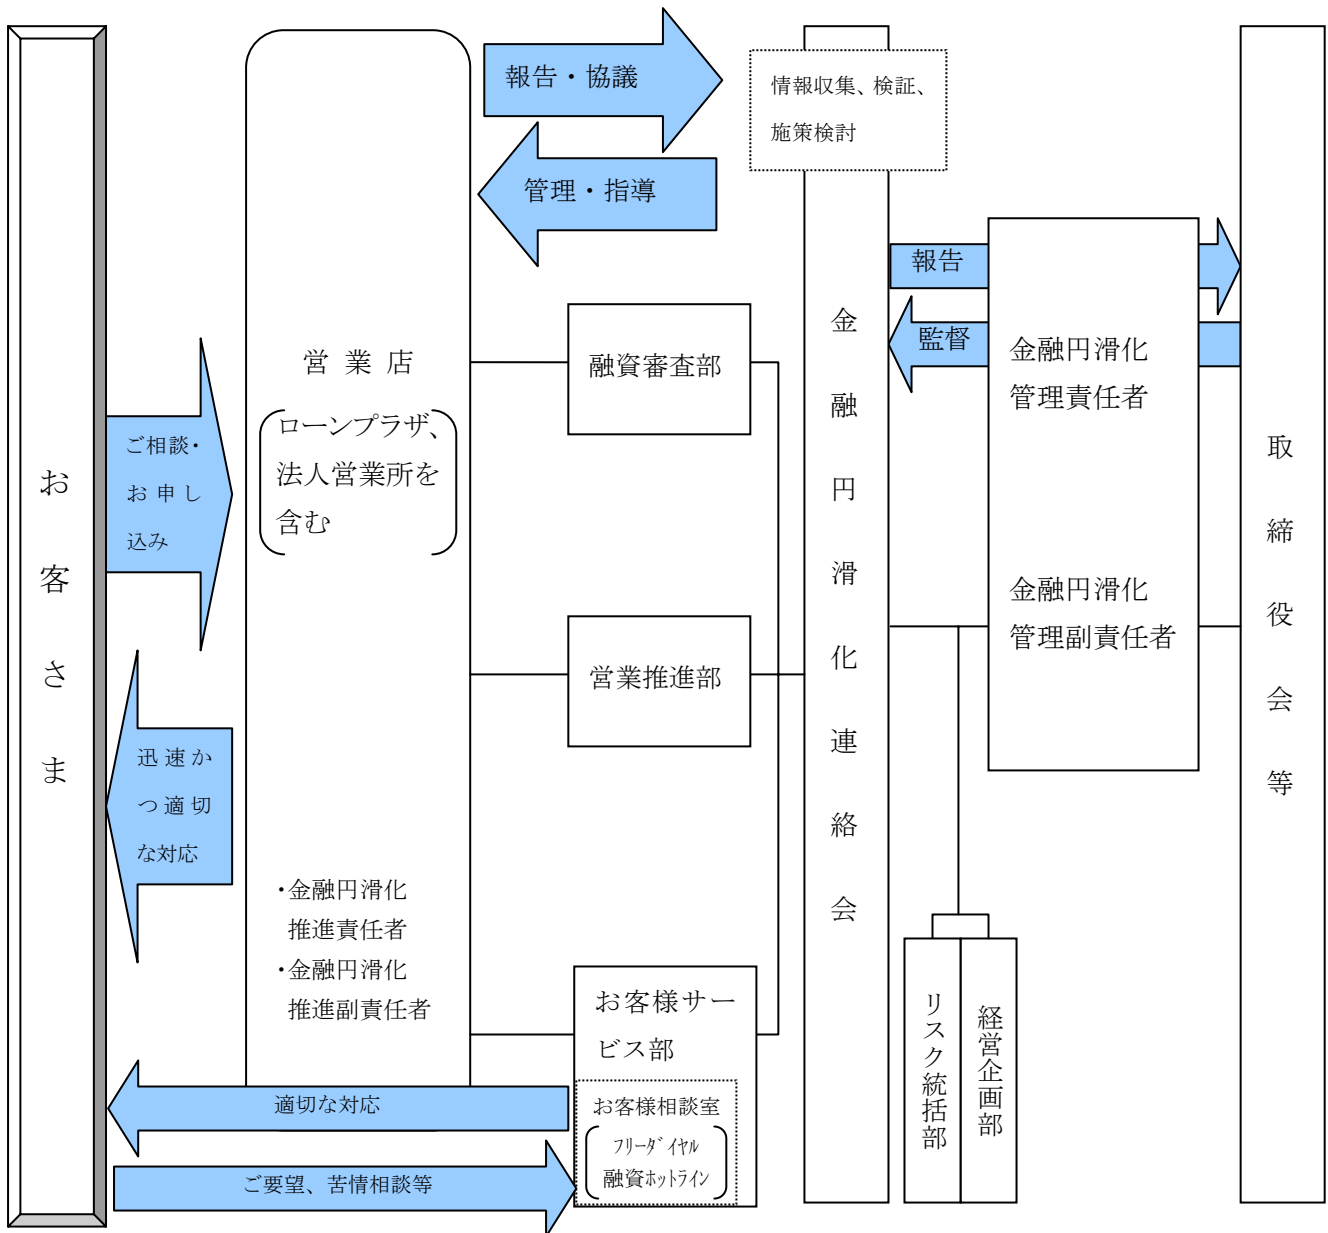 お客さま
ご相談・
お申し
込み
迅速か
つ適切
な対応
営業店
ローンプラザ、
法人営業所を
含む
・金融円滑化
推進責任者
・金融円滑化
推進副責任者
報告・協議
管理・指導
融資審査部
営業推進部
お客様サー
ビス部
お客様相談室
フリーダイヤル
融資ホットライン
適切な対応
ご要望、苦情相談等
情報収集、検証、
施策検討
金融円滑化連絡会
報告
監督
金融円滑化
管理責任者
金融円滑化
管理副責任者
リスク統括部
経営企画部
取締役会等